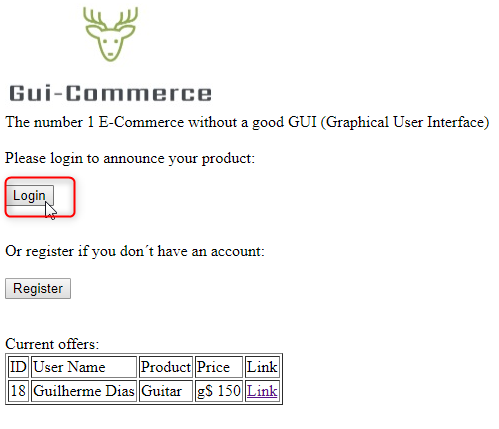 Gui-Commerce
The number 1 E-Commerce without a good GUI (Graphical User Interface)
Please login to announce your product:
Login
Or register if you don´t have an account:
Register
Current offers:
ID User Name Product Price Link
18 Guilherme Dias Guitar g$ 150 Link